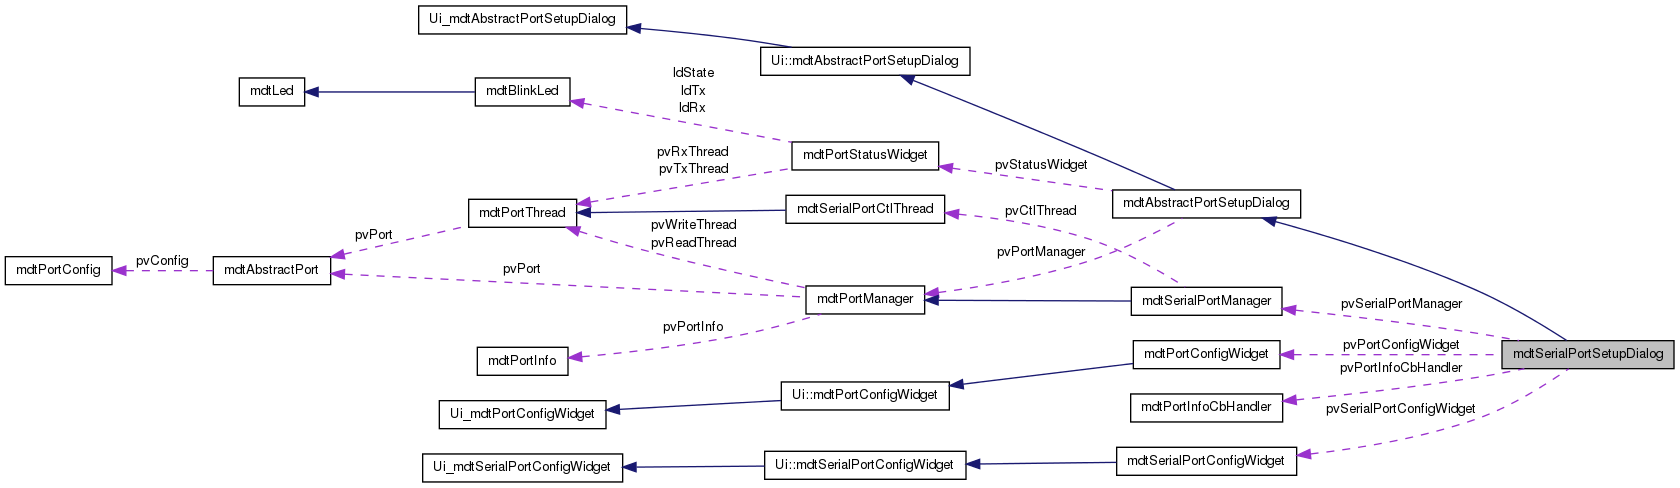 Ui_mdtAbstractPortSetupDialog
Ui::mdtAbstractPortSetupDialog
ldState
ldTx
ldRx
mdtLed
mdtBlinkLed
pvRxThread
pvTxThread
mdtPortStatusWidget
pvStatusWidget
mdtPortThread
mdtSerialPortCtlThread
pvCtlThread
mdtAbstractPortSetupDialog
pvPort
pvWriteThread
pvReadThread
pvPortManager
mdtPortConfig
pvConfig
mdtAbstractPort
pvPort
mdtPortManager
mdtSerialPortManager
pvSerialPortManager
pvPortInfo
mdtPortInfo
mdtPortConfigWidget
pvPortConfigWidget
mdtSerialPortSetupDialog
pvPortInfoCbHandler
Ui::mdtPortConfigWidget
Ui_mdtPortConfigWidget
mdtPortInfoCbHandler
pvSerialPortConfigWidget
Ui_mdtSerialPortConfigWidget
Ui::mdtSerialPortConfigWidget
mdtSerialPortConfigWidget